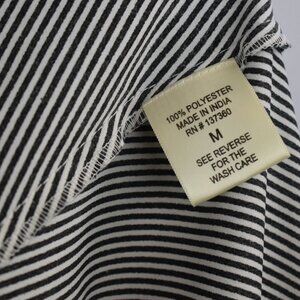 100% POLYESTER
MADE IN INDIA
RN # 137360
M
SEE REVERSE
FOR THE
WASH CARE